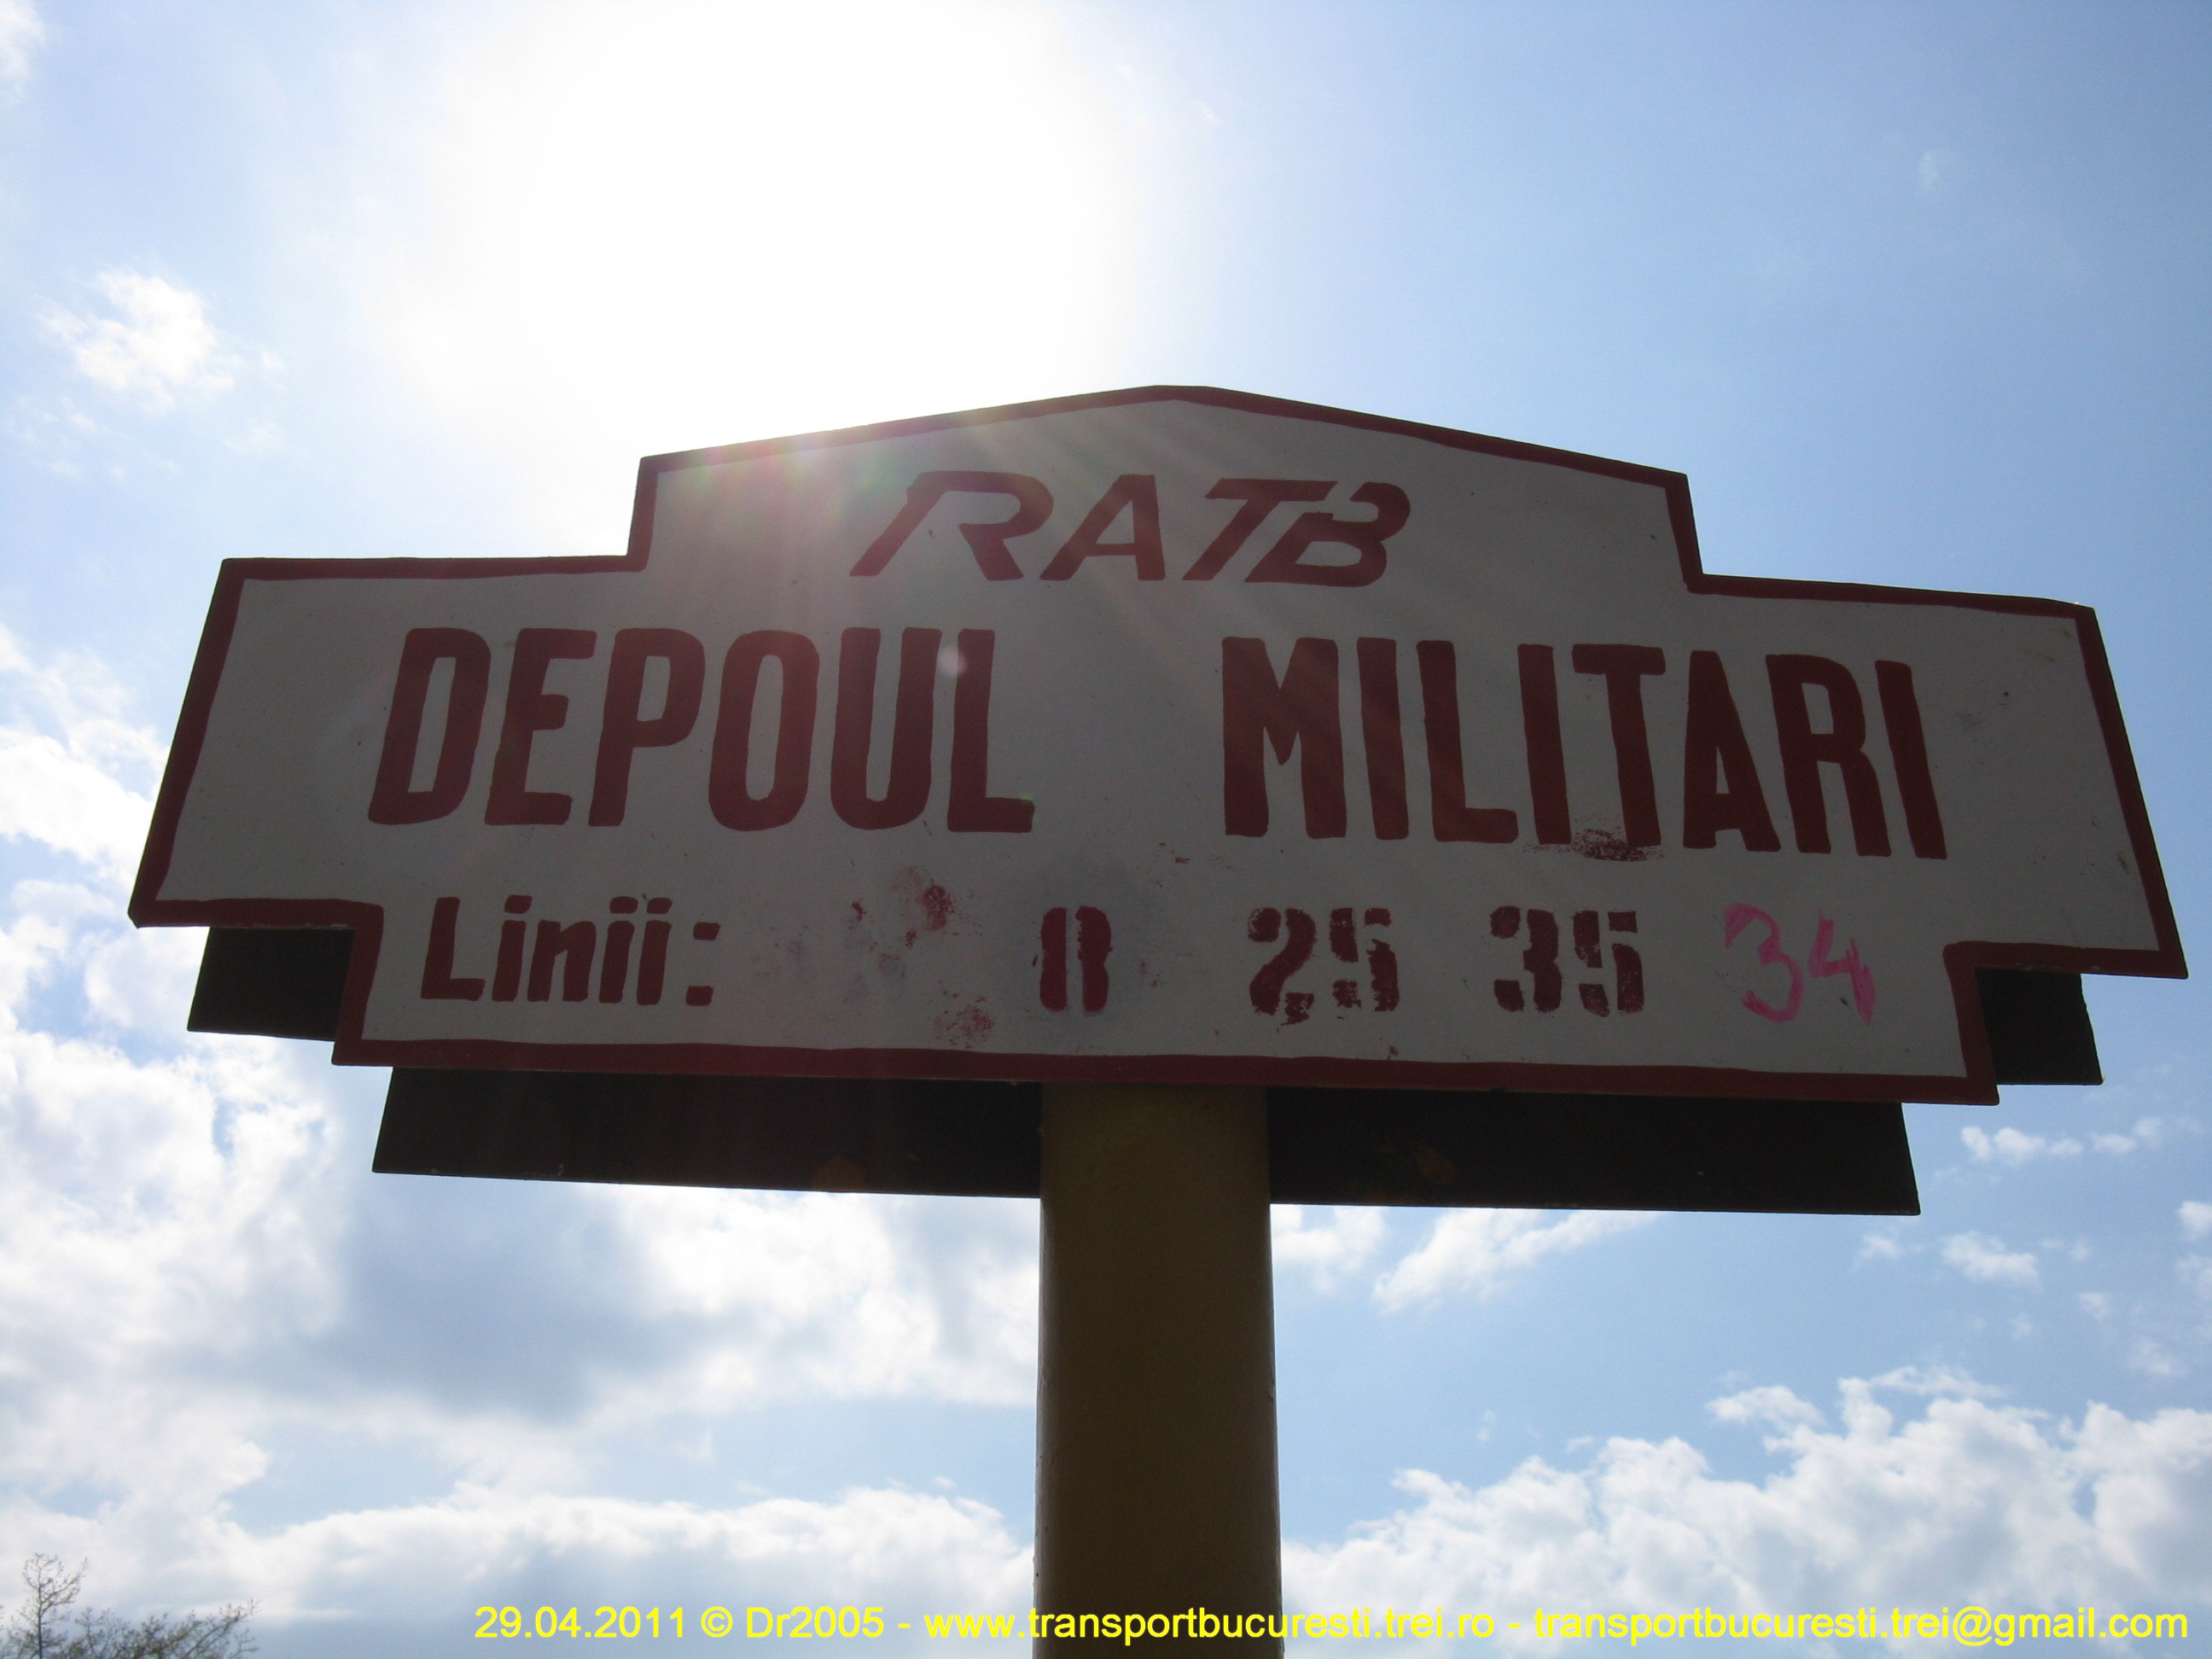 RATB
DEPOUL MILITARI
Linii: 8 25 35 34
29.04.2011 © Dr2005 - www.transportbucuresti.trei.ro - transportbucuresti.trei@gmail.com